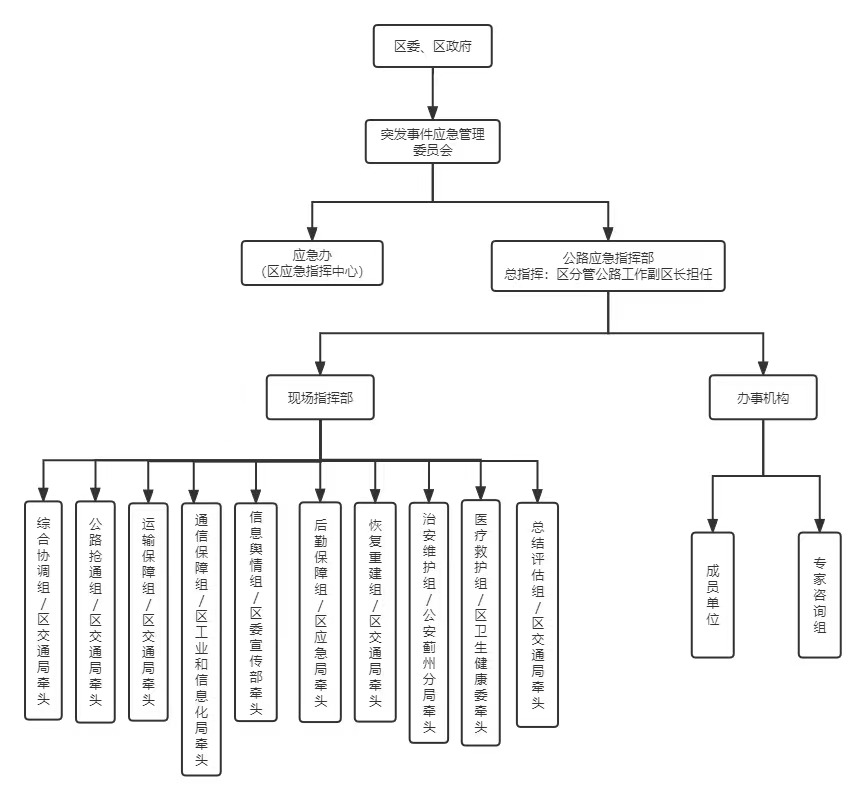 区委、区政府
突发事件应急管理
委员会
应急办
（区应急指挥中心）
公路应急指挥部
总指挥：区分管公路工作副区长担任
现场指挥部
办事机构
综合协调组/区交通局牵头
公路抢通组/区交通局牵头
运输保障组/区交通局牵头
通信保障组/区工业和信息化局牵头
信息舆情组/区委宣传部牵头
后勤保障组/区应急局牵头
恢复重建组/区交通局牵头
治安维护组/公安蓟州分局牵头
医疗救护组/区卫生健康委牵头
总结评估组/区交通局牵头
成员单位
专家咨询组